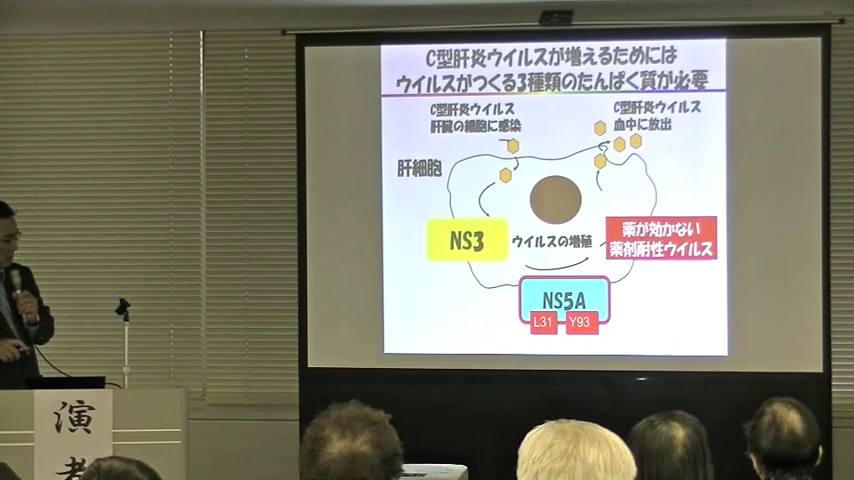 C型肝炎ウイルスが増えるためには
ウイルスがつくる3種類のたんぱく質が必要
C型肝炎ウイルス
肝臓の細胞に感染
C型肝炎ウイルス
血中に放出
肝細胞
NS3
ウイルスの増殖
薬が効かない
薬剤耐性ウイルス
NS5A
L31
Y93
演者